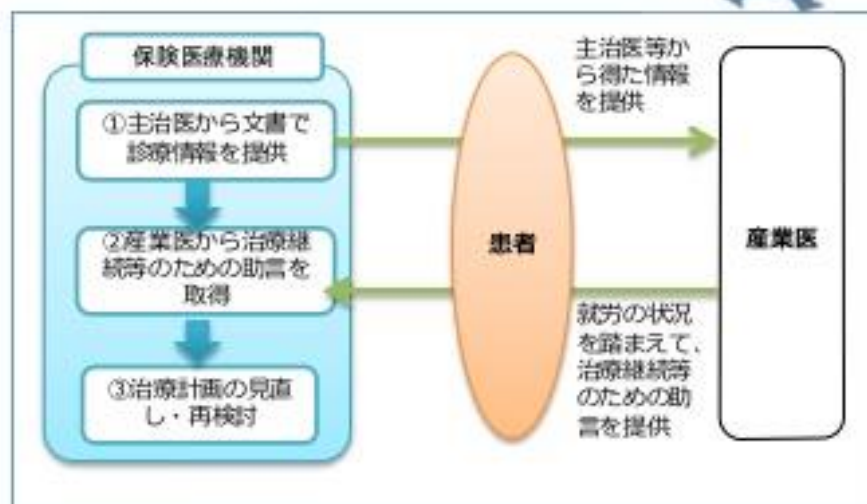 保険医療機関
①主治医から文書で
診療情報を提供
②産業医から治療継
続等のための助言を
取得
③治療計画の見直
し・再検討
患者
主治医等か
ら得た情報
を提供
就労の状況
を踏まえて、
治療継続等
のための助
言を提供
産業医